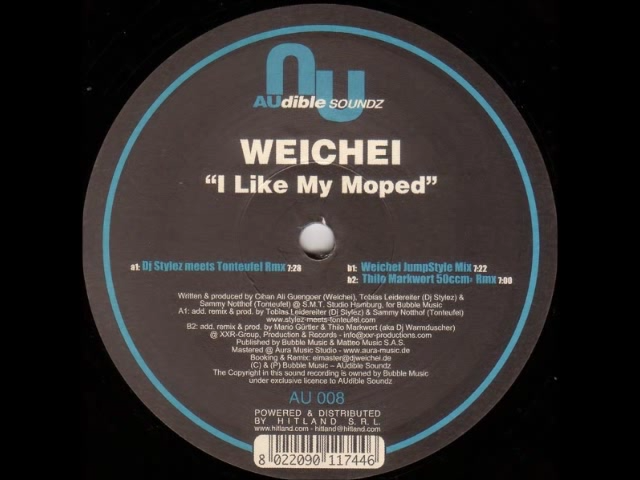 AUdible SOUNDZ
WEICHEI
“I Like My Moped”
a1: Dj Stylez meets Tonteufel Rmx 7:28
b1: Weichei JumpStyle Mix 7:22
b2: Thilo Markwort 50ccm³ Rmx 7:00
Written & produced by Cihan Ali Guengoer (Weichei), Tobias Leidereiter (Dj Stylez) &
Sammy Notthof (Tonteufel) @ S.M.T. Studio Hamburg, for Bubble Music
A1: add. remix & prod. by Tobias Leidereiter (Dj Stylez) & Sammy Notthof (Tonteufel)
www.stylez-meets-tonteufel.com
B2: add. remix & prod. by Mario Gürtler & Thilo Markwort (aka Dj Warmduscher)
@ XXR-Group, Production & Records - info@xxr-productions.com
Published by Bubble Music & Matteo Music S.A.S.
Mastered @ Aura Music Studio - www.aura-music.de
Booking & Remix: eimaster@djweichei.de
(C) & (P) Bubble Music – AUdible Soundz
The Copyright in this sound recording is owned by Bubble Music
under exclusive licence to AUdible Soundz
AU 008
POWERED & DISTRIBUTED
BY HITLAND S.R.L.
www.hitland.com - hitland@hitland.com
8 022090 117446